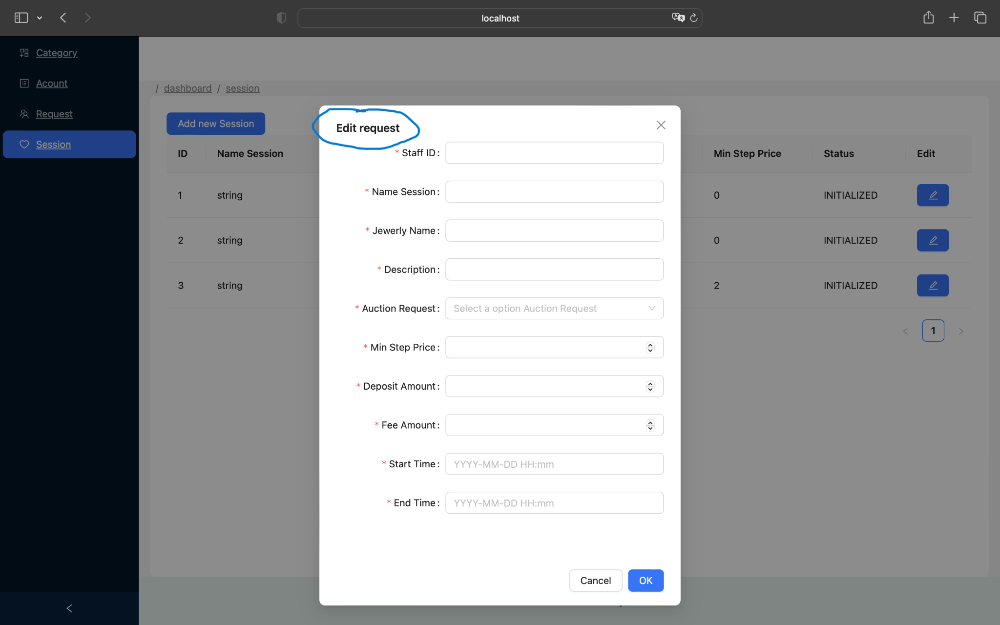 localhost
Category
Acount
Request
Session
/ dashboard / session
Add new Session
ID Name Session Min Step Price Status Edit
1 string 0 INITIALIZED
2 string 0 INITIALIZED
3 string 2 INITIALIZED
1
Edit request
* Staff ID:
* Name Session:
* Jewerly Name:
* Description:
* Auction Request: Select a option Auction Request
* Min Step Price:
* Deposit Amount:
* Fee Amount:
* Start Time: YYYY-MM-DD HH:mm
* End Time: YYYY-MM-DD HH:mm
Cancel OK